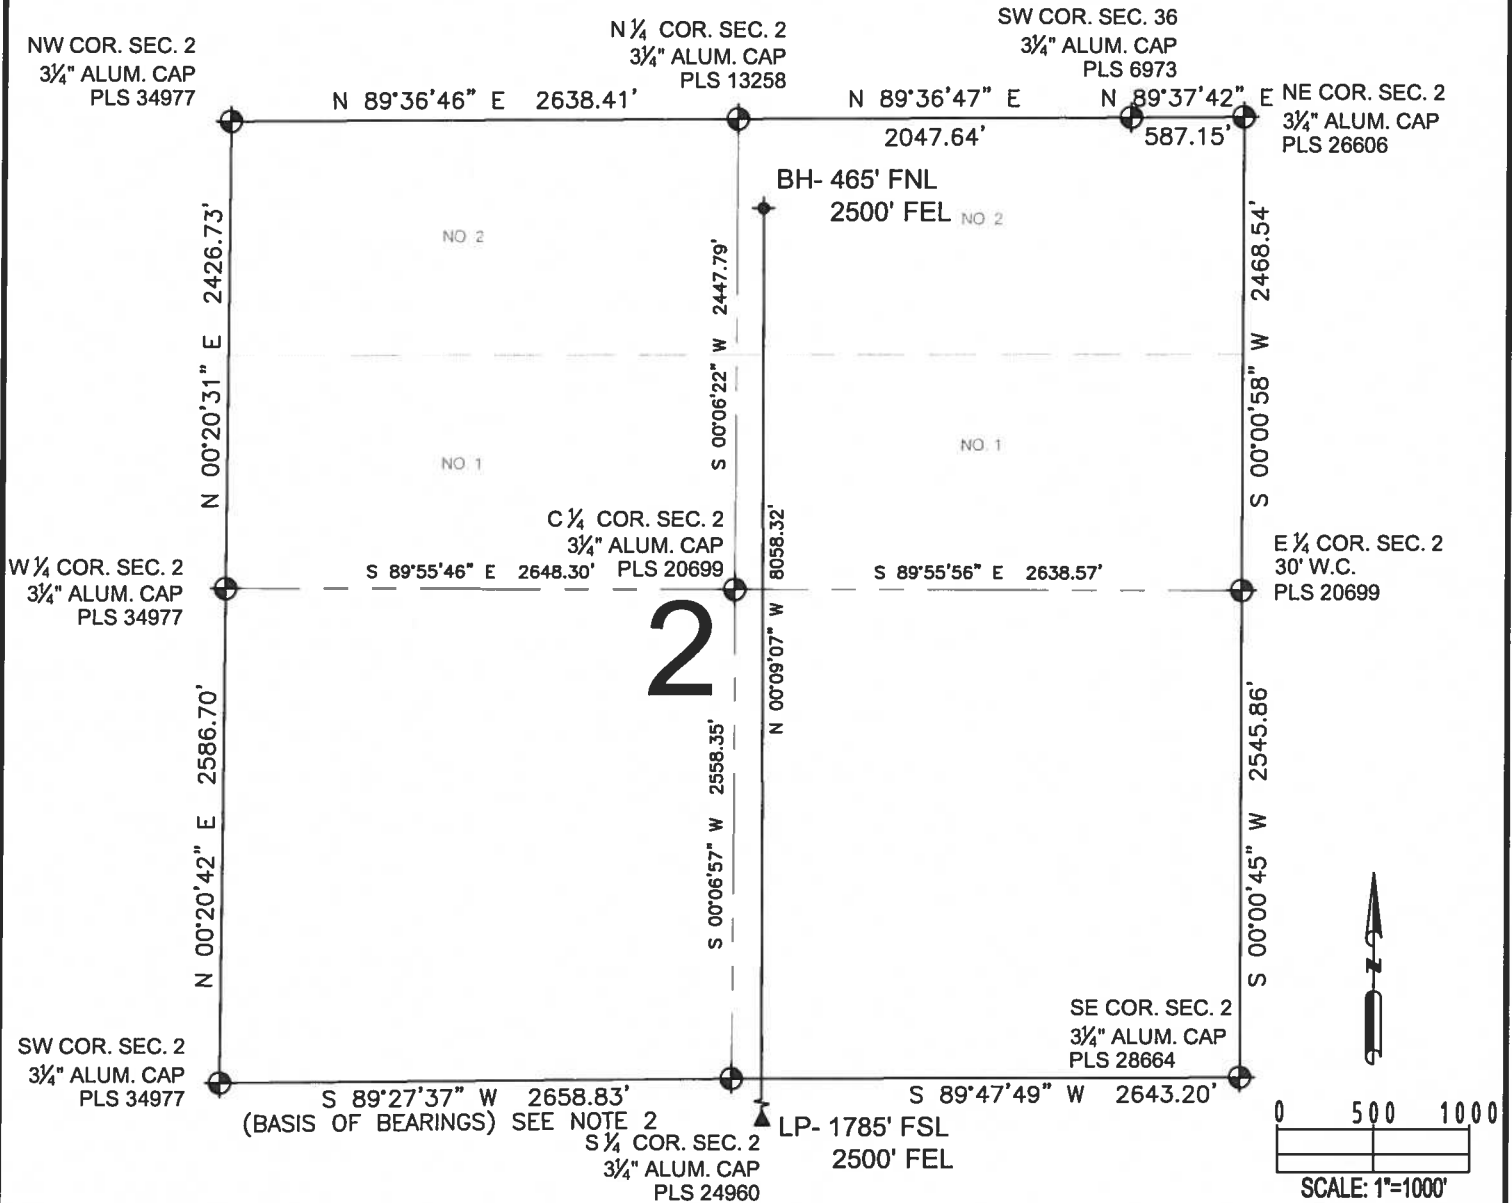 NW COR. SEC. 2
3¼" ALUM. CAP
PLS 34977
N ¼ COR. SEC. 2
3¼" ALUM. CAP
PLS 13258
SW COR. SEC. 36
3¼" ALUM. CAP
PLS 6973
NE COR. SEC. 2
3¼" ALUM. CAP
PLS 26606
N 89°36'46" E 2638.41'
N 89°36'47" E
2047.64'
N 89°37'42" E
587.15'
BH- 465' FNL
2500' FEL
NO 2
NO 2
N 00°20'31" E 2426.73'
S 00°06'22" W 2447.79'
S 00°00'58" W 2468.54'
NO 1
NO. 1
W ¼ COR. SEC. 2
3¼" ALUM. CAP
PLS 34977
C ¼ COR. SEC. 2
3¼" ALUM. CAP
PLS 20699
E ¼ COR. SEC. 2
30' W.C.
PLS 20699
S 89°55'46" E 2648.30'
S 89°55'56" E 2638.57'
2
N 00°09'07" W 8058.32'
N 00°20'42" E 2586.70'
S 00°06'57" W 2558.35'
S 00°00'45" W 2545.86'
SW COR. SEC. 2
3¼" ALUM. CAP
PLS 34977
SE COR. SEC. 2
3¼" ALUM. CAP
PLS 28664
S 89°27'37" W 2658.83'
(BASIS OF BEARINGS) SEE NOTE 2
S 89°47'49" W 2643.20'
S ¼ COR. SEC. 2
3¼" ALUM. CAP
PLS 24960
LP- 1785' FSL
2500' FEL
N
0 500 1000
SCALE: 1"=1000'